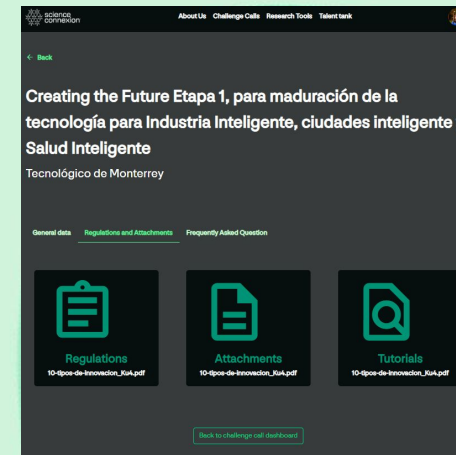 science
connexion
About Us Challenge Calls Research Tools Talent tank
← Back
Creating the Future Etapa 1, para maduración de la
tecnología para Industria Inteligente, ciudades inteligente
Salud Inteligente
Tecnológico de Monterrey
General data Regulations and Attachments Frequently Asked Question
Regulations Attachments Tutorials
10-tipos-de-innovacion_Ku4.pdf 10-tipos-de-innovacion_Ku4.pdf 10-tipos-de-innovacion_Ku4.pdf
Back to challenge call dashboard